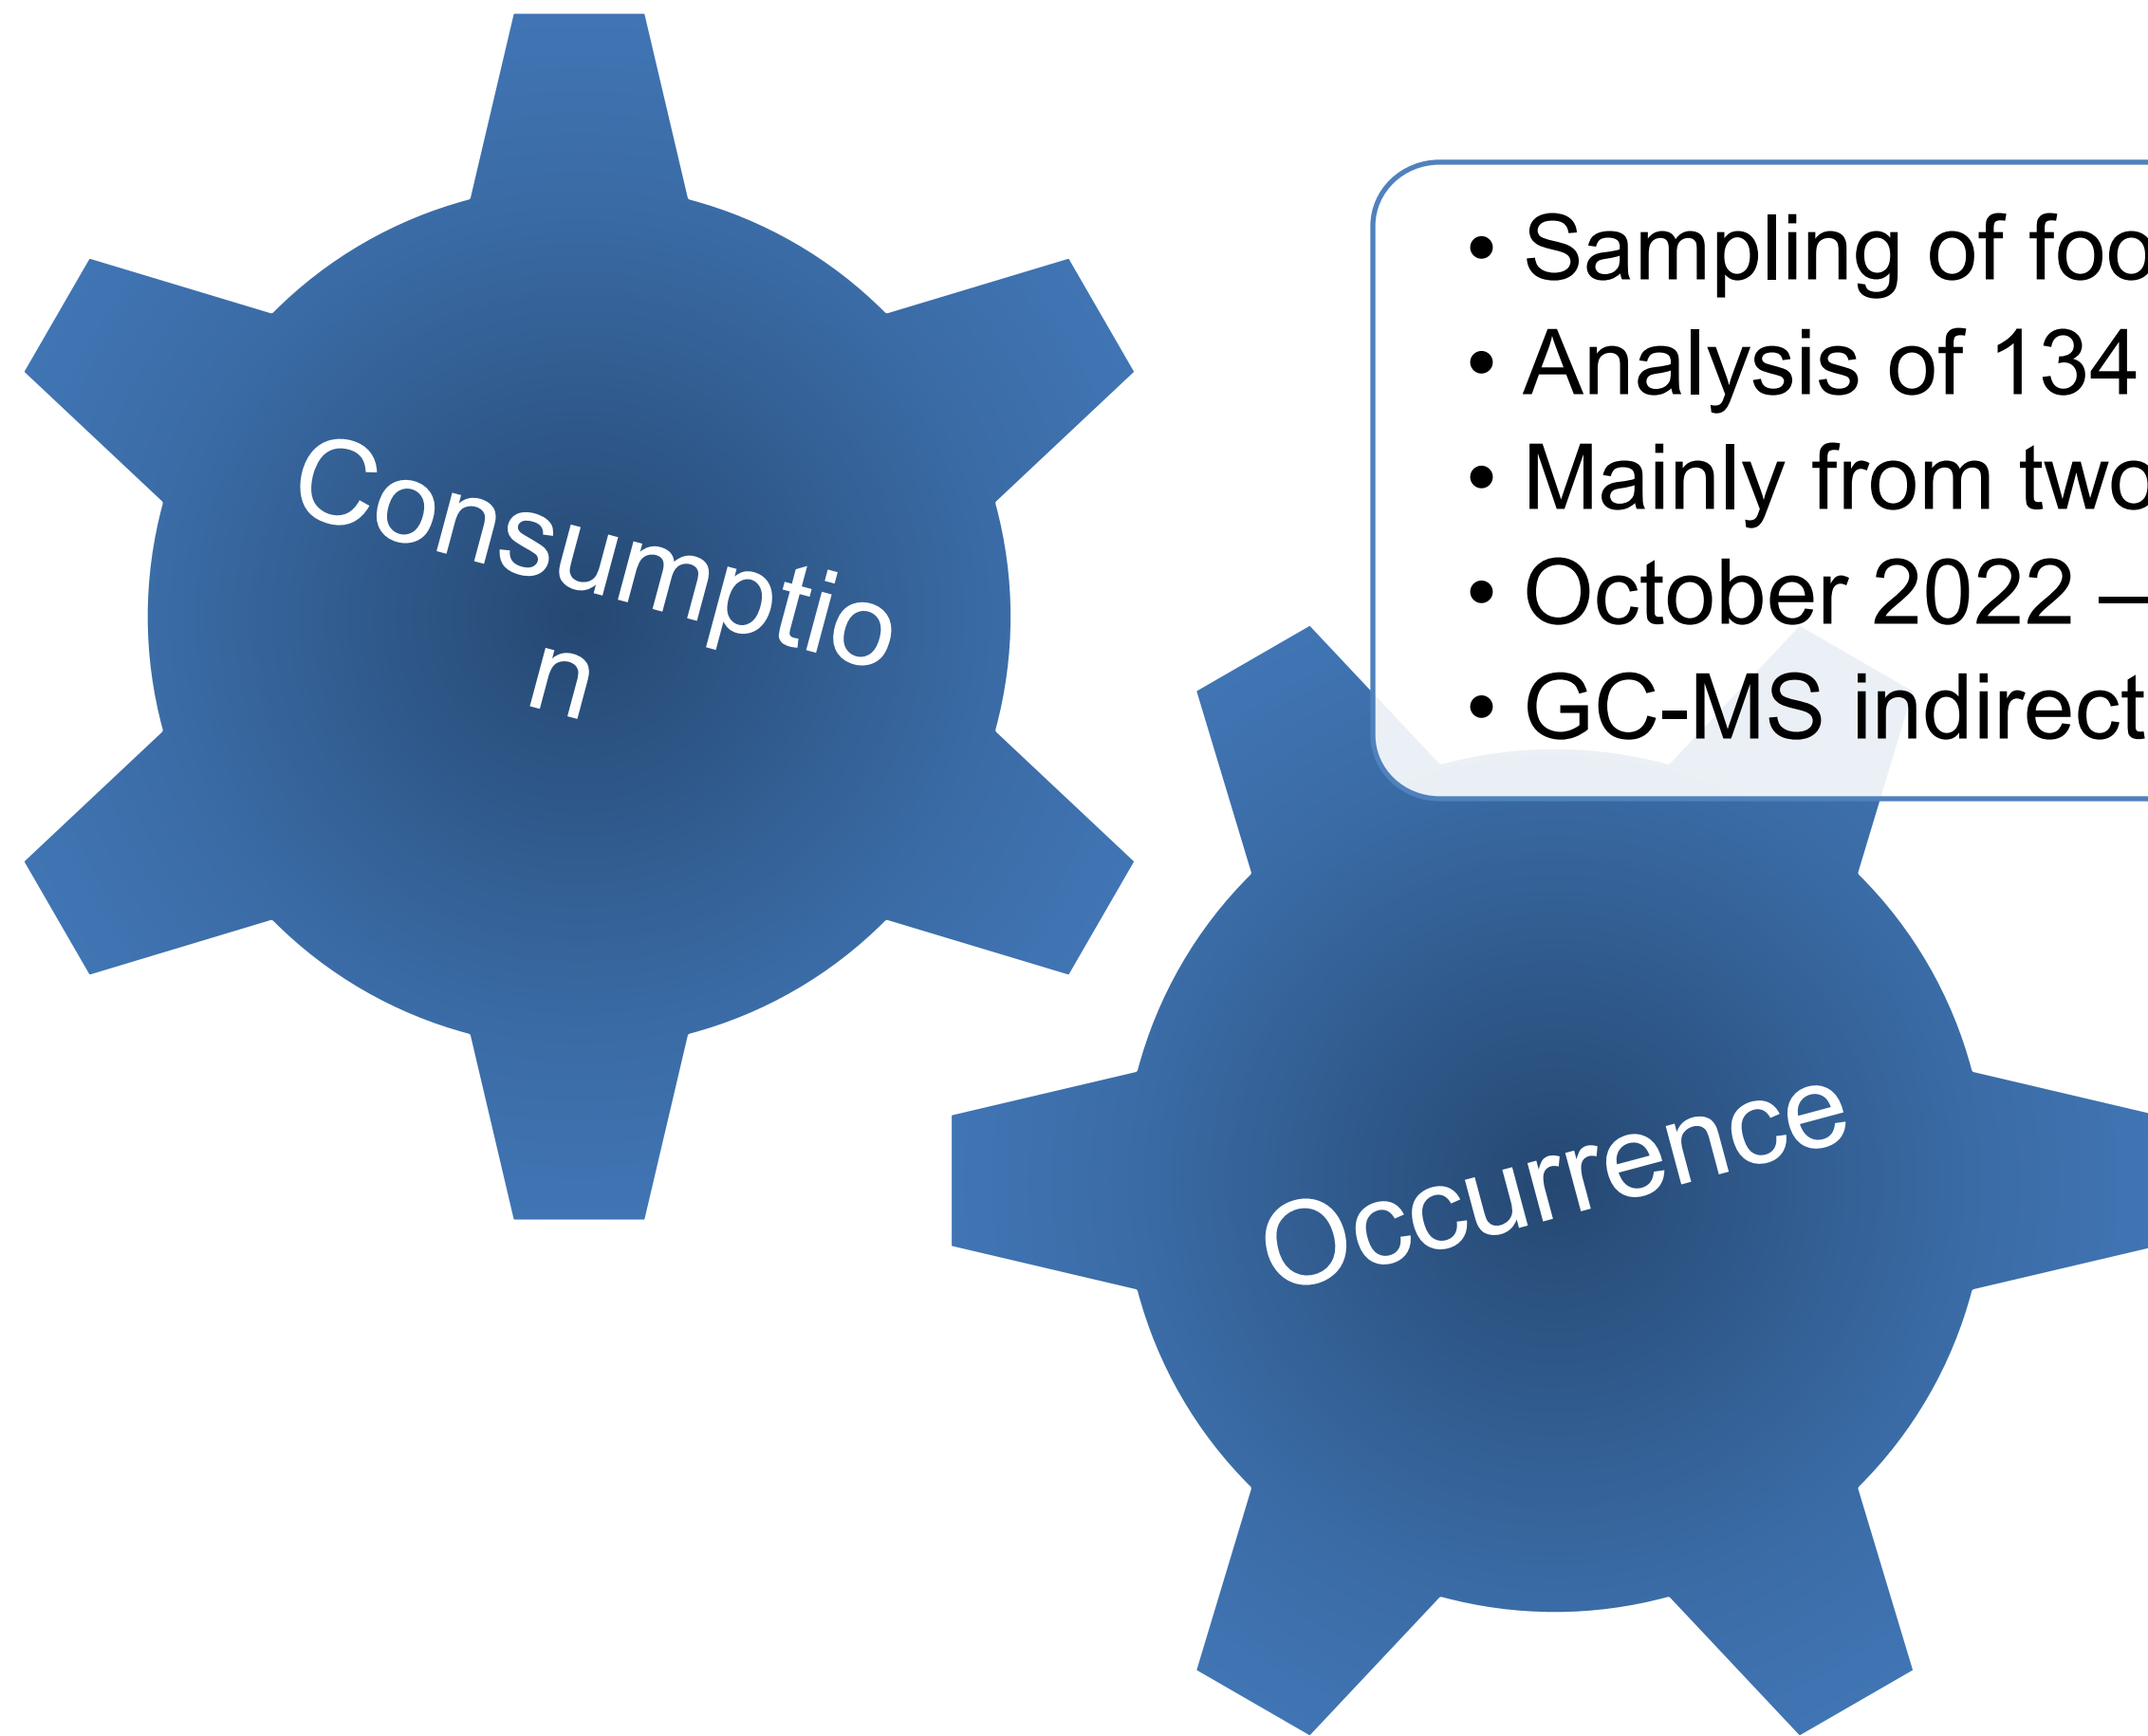 Consumptio
n
• Sampling of foo
• Analysis of 134
• Mainly from two
• October 2022 –
• GC-MS indirect
Occurrence